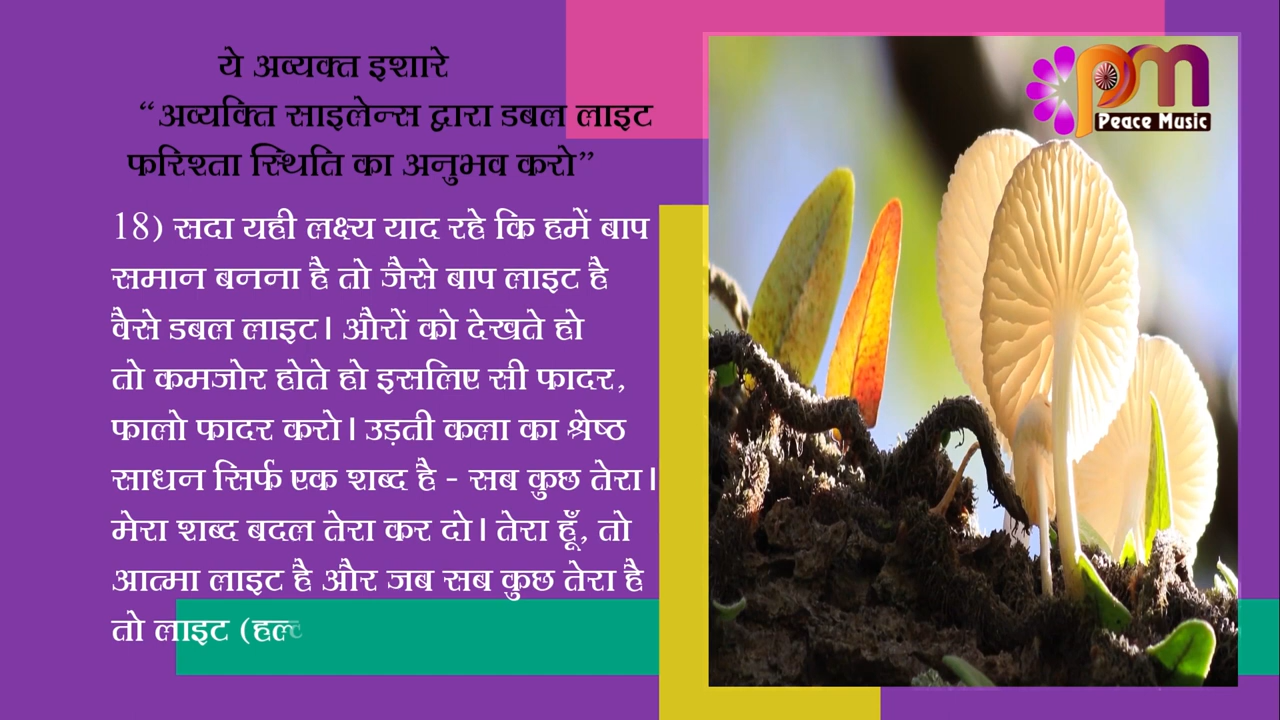 ये अव्यक्त इशारे
“अव्यक्ति साइलेन्स द्वारा डबल लाइट
फरिश्ता स्थिति का अनुभव करो”
18) सदा यही लक्ष्य याद रहे कि हमें बाप
समान बनना है तो जैसे बाप लाइट है
वैसे डबल लाइट। औरों को देखते हो
तो कमजोर होते हो इसलिए सी फादर,
फालो फादर करो। उड़ती कला का श्रेष्ठ
साधन सिर्फ एक शब्द है - सब कुछ तेरा।
मेरा शब्द बदल तेरा कर दो। तेरा हूँ, तो
आत्मा लाइट है और जब सब कुछ तेरा है
तो लाइट
pm
Peace Music